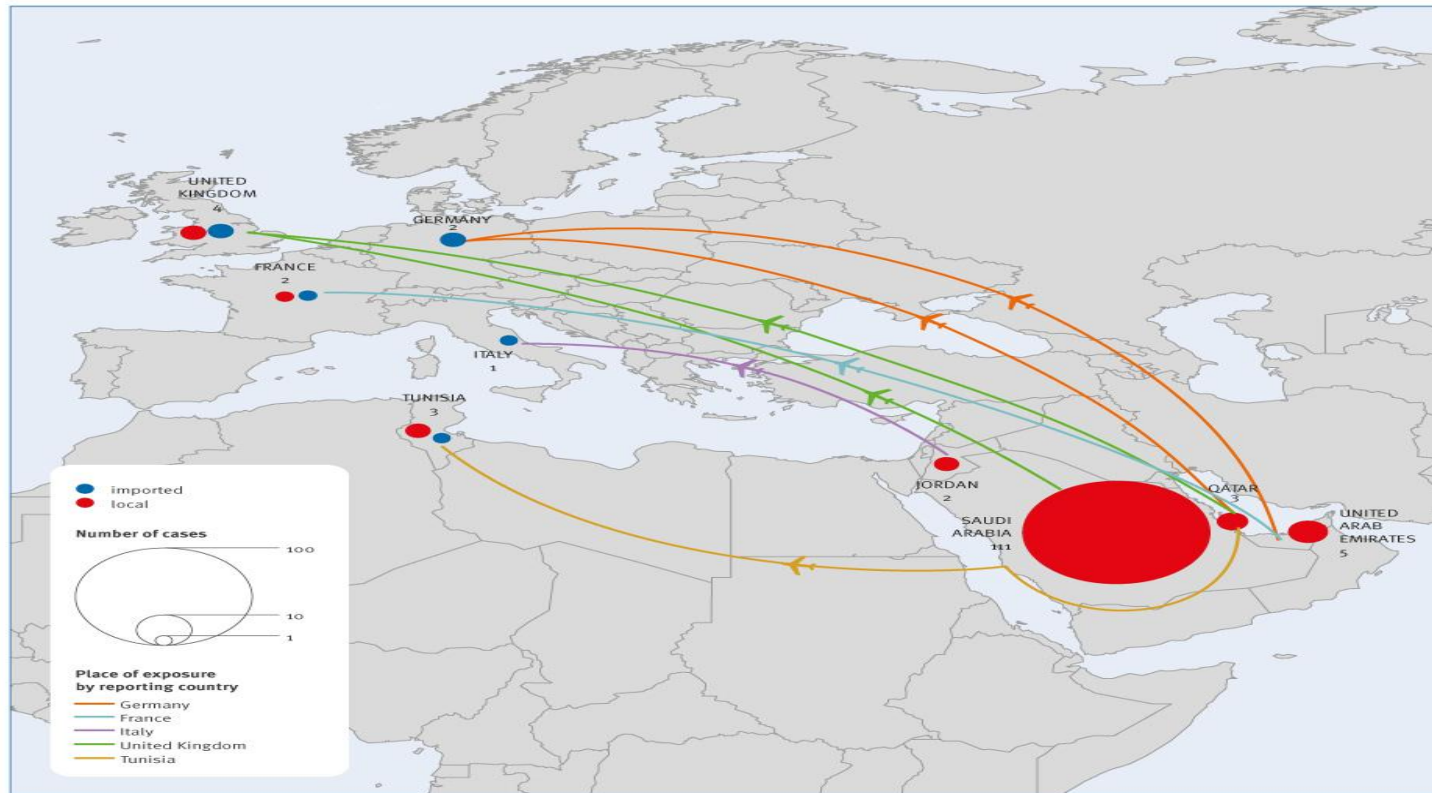 UNITED
KINGDOM
4
GERMANY
2
FRANCE
2
ITALY
1
TUNISIA
3
JORDAN
2
QATAR
3
SAUDI
ARABIA
111
UNITED
ARAB
EMIRATES
5
imported
local
Number of cases
100
10
1
Place of exposure
by reporting country
Germany
France
Italy
United Kingdom
Tunisia